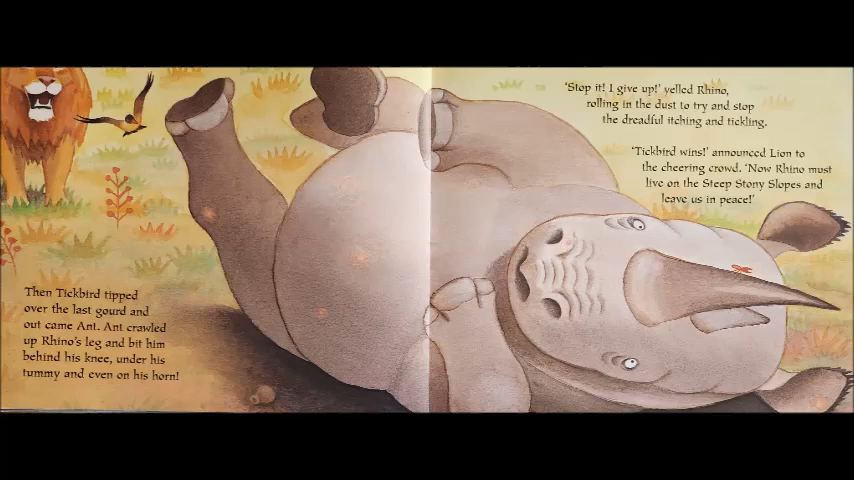 Then Tickbird tipped
over the last gourd and
out came Ant. Ant crawled
up Rhino's leg and bit him
behind his knee, under his
tummy and even on his horn!
'Stop it! I give up!' yelled Rhino,
rolling in the dust to try and stop
the dreadful itching and tickling.
'Tickbird wins!' announced Lion to
the cheering crowd. 'Now Rhino must
live on the Steep Stony Slopes and
leave us in peace!'